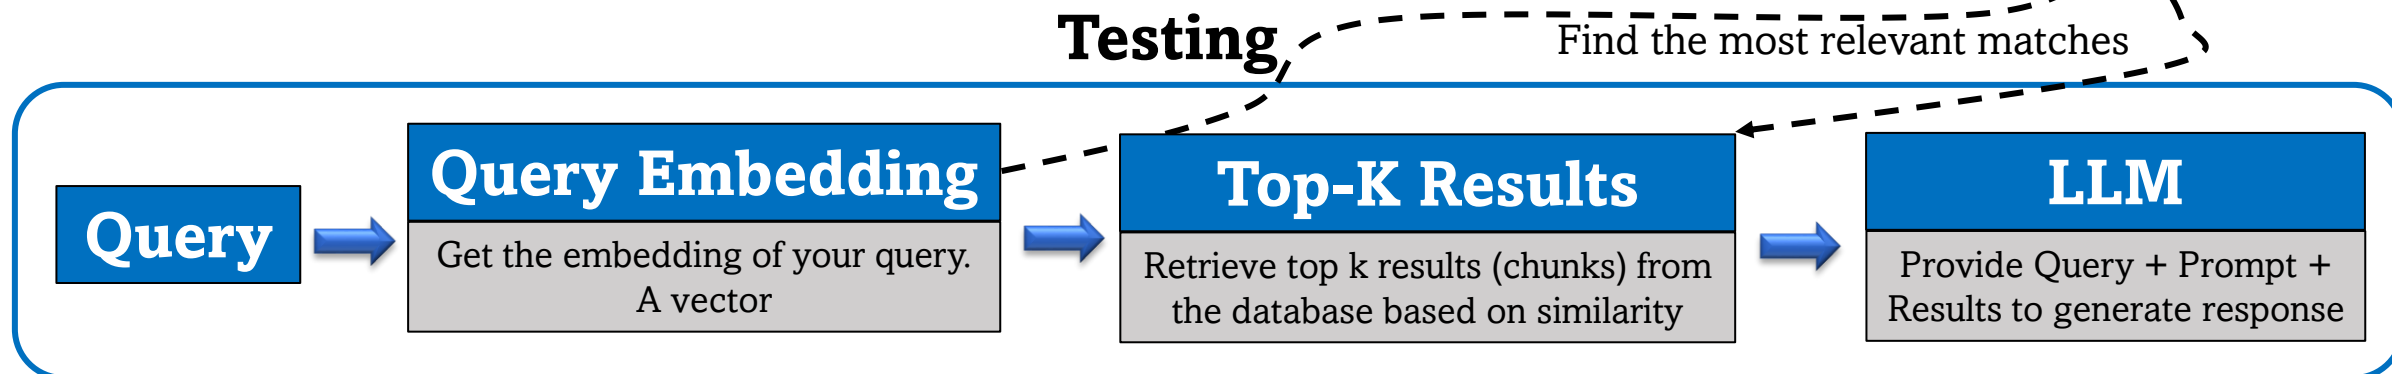 Testing
Find the most relevant matches
Query
Query Embedding
Get the embedding of your query.
A vector
Top-K Results
Retrieve top k results (chunks) from
the database based on similarity
LLM
Provide Query + Prompt +
Results to generate response